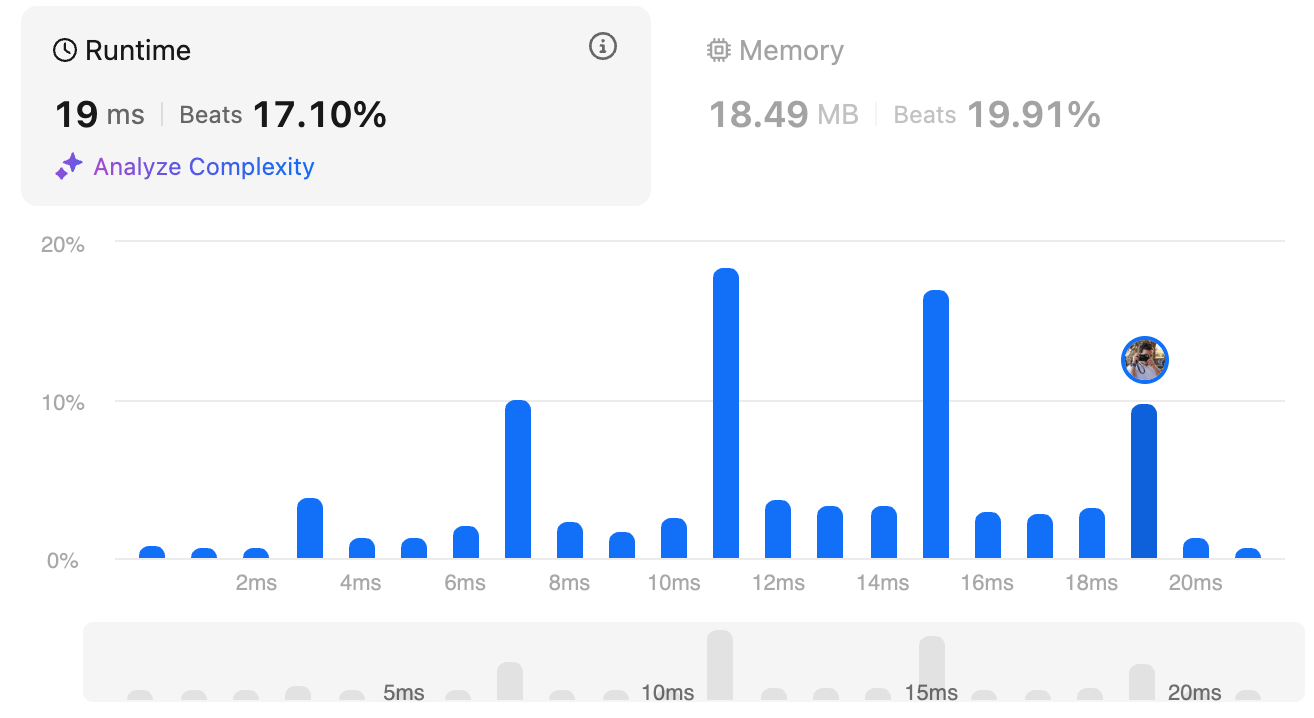 Runtime
19 ms Beats 17.10%
Analyze Complexity
Memory
18.49 MB Beats 19.91%
20%
10%
0%
2ms 4ms 6ms 8ms 10ms 12ms 14ms 16ms 18ms 20ms
5ms 10ms 15ms 20ms